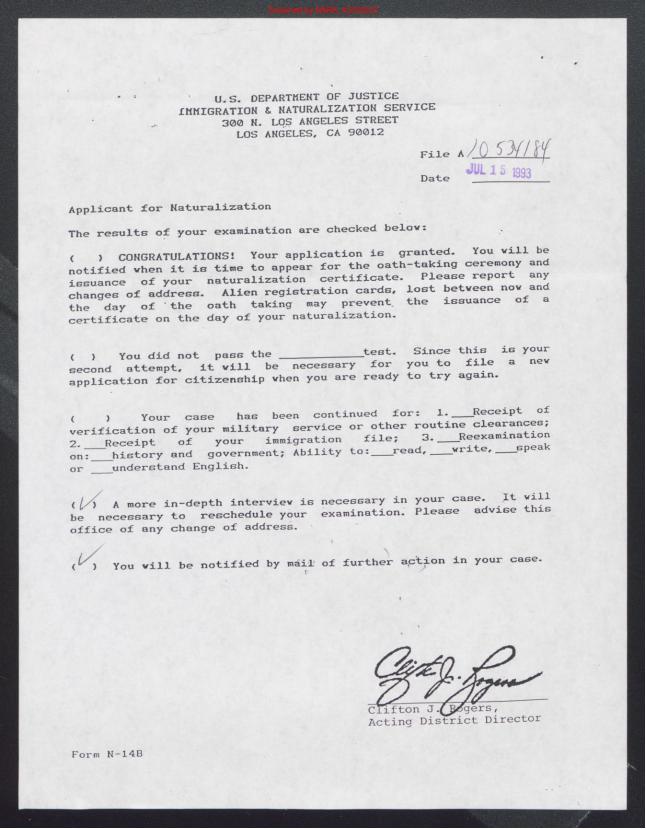 U.S. DEPARTMENT OF JUSTICE
IMMIGRATION & NATURALIZATION SERVICE
300 N. LOS ANGELES STREET
LOS ANGELES, CA 90012
File A 10 534184
Date JUL 15 1993
Applicant for Naturalization
The results of your examination are checked below:
( ) CONGRATULATIONS! Your application is granted. You will be
notified when it is time to appear for the oath-taking ceremony and
issuance of your naturalization certificate. Please report any
changes of address. Alien registration cards, lost between now and
the day of the oath taking may prevent the issuance of a
certificate on the day of your naturalization.
( ) You did not pass the ____________test. Since this is your
second attempt, it will be necessary for you to file a new
application for citizenship when you are ready to try again.
( ) Your case has been continued for: 1.___Receipt of
verification of your military service or other routine clearances;
2.___Receipt of your immigration file; 3.___Reexamination
on:___history and government; Ability to:___read,___write,___speak
or ___understand English.
(✓) A more in-depth interview is necessary in your case. It will
be necessary to reschedule your examination. Please advise this
office of any change of address.
(✓) You will be notified by mail of further action in your case.
Clifton J. Rogers
Clifton J. Rogers,
Acting District Director
Form N-14B